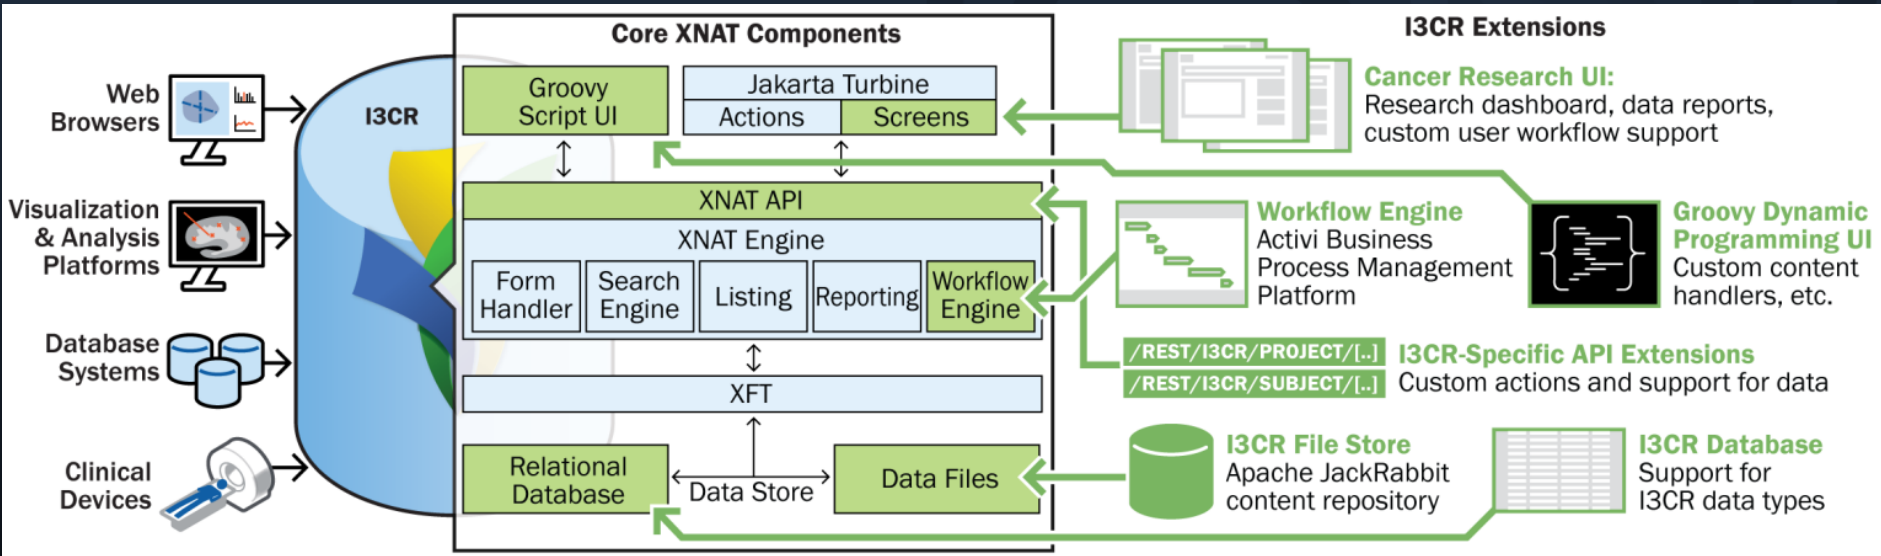 Core XNAT Components
I3CR Extensions
Web
Browsers
Visualization
& Analysis
Platforms
Database
Systems
Clinical
Devices
I3CR
Groovy
Script UI
Jakarta Turbine
Actions
Screens
XNAT API
XNAT Engine
Form
Handler
Search
Engine
Listing
Reporting
Workflow
Engine
XFT
Relational
Database
Data Store
Data Files
Cancer Research UI:
Research dashboard, data reports,
custom user workflow support
Workflow Engine
Activi Business
Process Management
Platform
Groovy Dynamic
Programming UI
Custom content
handlers, etc.
/REST/I3CR/PROJECT/[..]
/REST/I3CR/SUBJECT/[..]
I3CR-Specific API Extensions
Custom actions and support for data
I3CR File Store
Apache JackRabbit
content repository
I3CR Database
Support for
I3CR data types